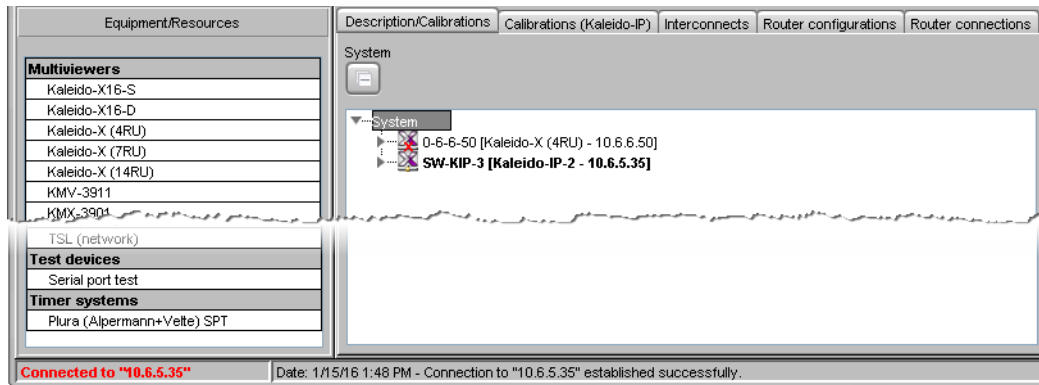 Equipment/Resources
Multiviewers
Kaleido-X16-S
Kaleido-X16-D
Kaleido-X (4RU)
Kaleido-X (7RU)
Kaleido-X (14RU)
KMV-3911
KMX-3901
TSL (network)
Test devices
Serial port test
Timer systems
Plura (Alpermann+Velte) SPT
Description/Calibrations Calibrations (Kaleido-IP) Interconnects Router configurations Router connections
System
System
0-6-6-50 [Kaleido-X (4RU) - 10.6.6.50]
SW-KIP-3 [Kaleido-IP-2 - 10.6.5.35]
Connected to "10.6.5.35" Date: 1/15/16 1:48 PM - Connection to "10.6.5.35" established successfully.